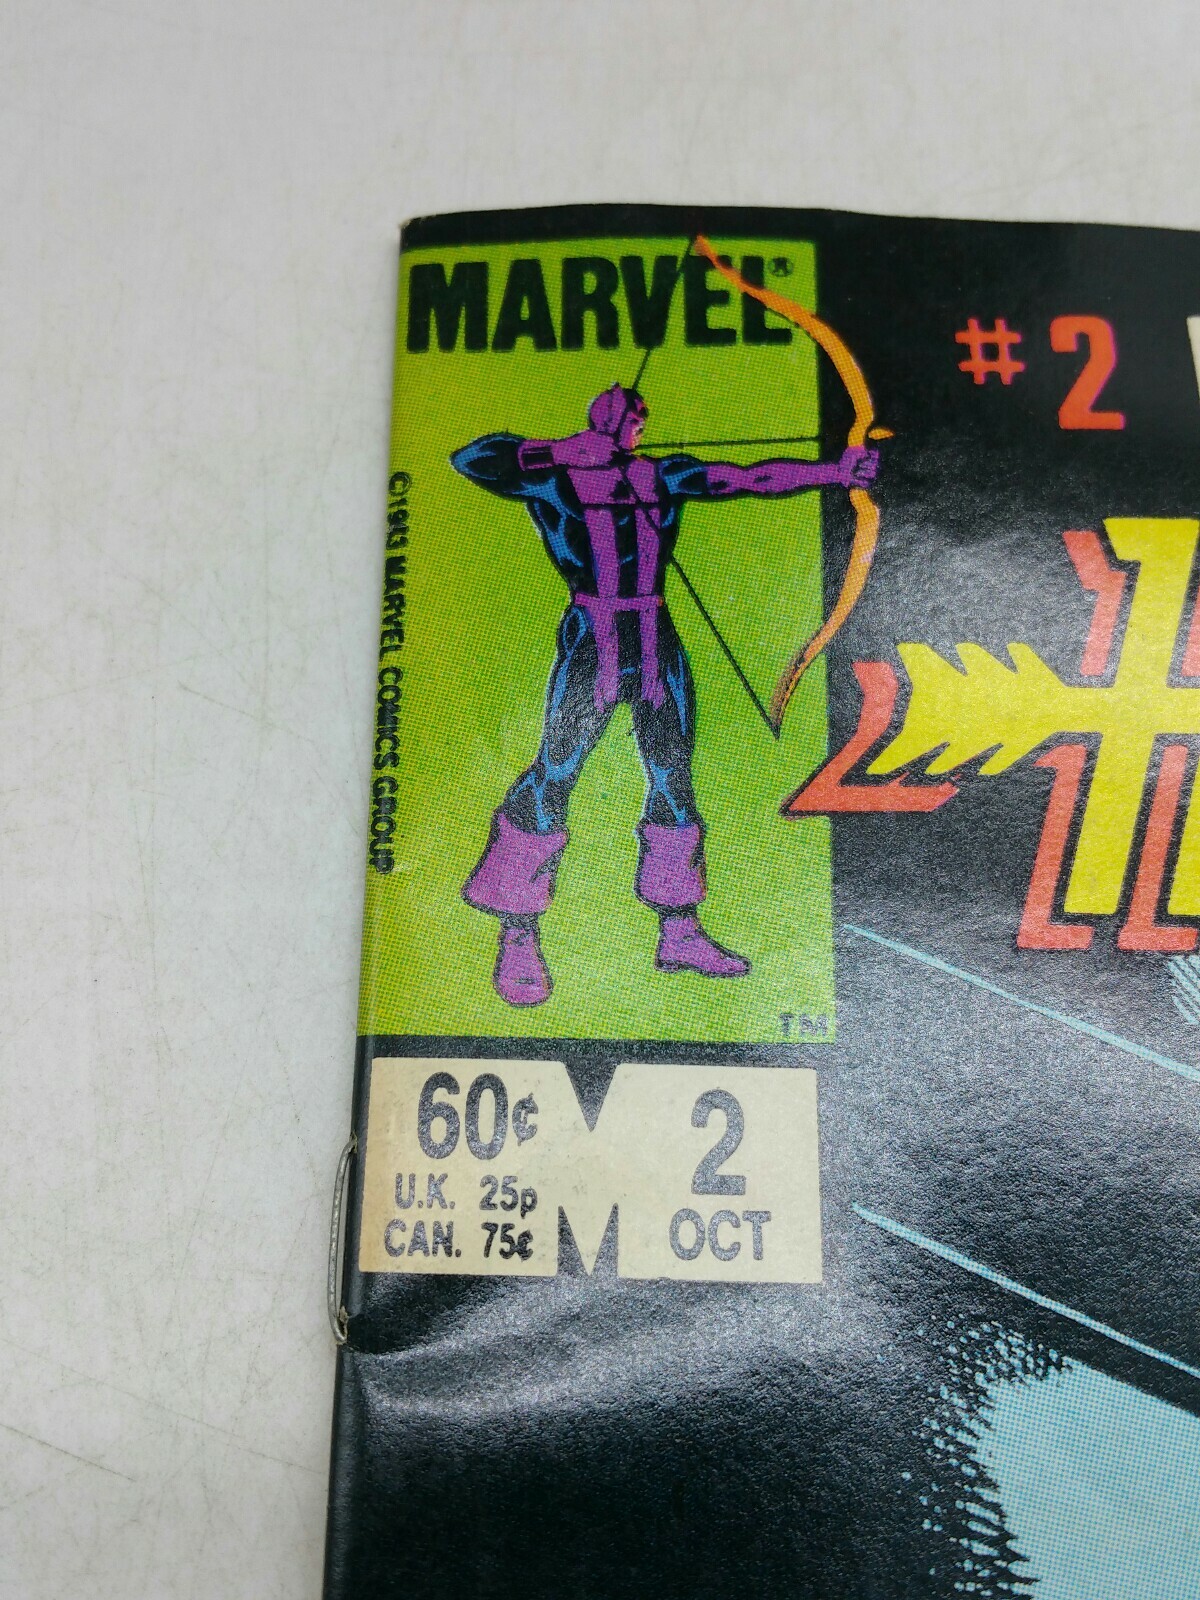 MARVEL®
#2
©1983 MARVEL COMICS GROUP
TM
60¢
U.K. 25p
CAN. 75¢
2
OCT